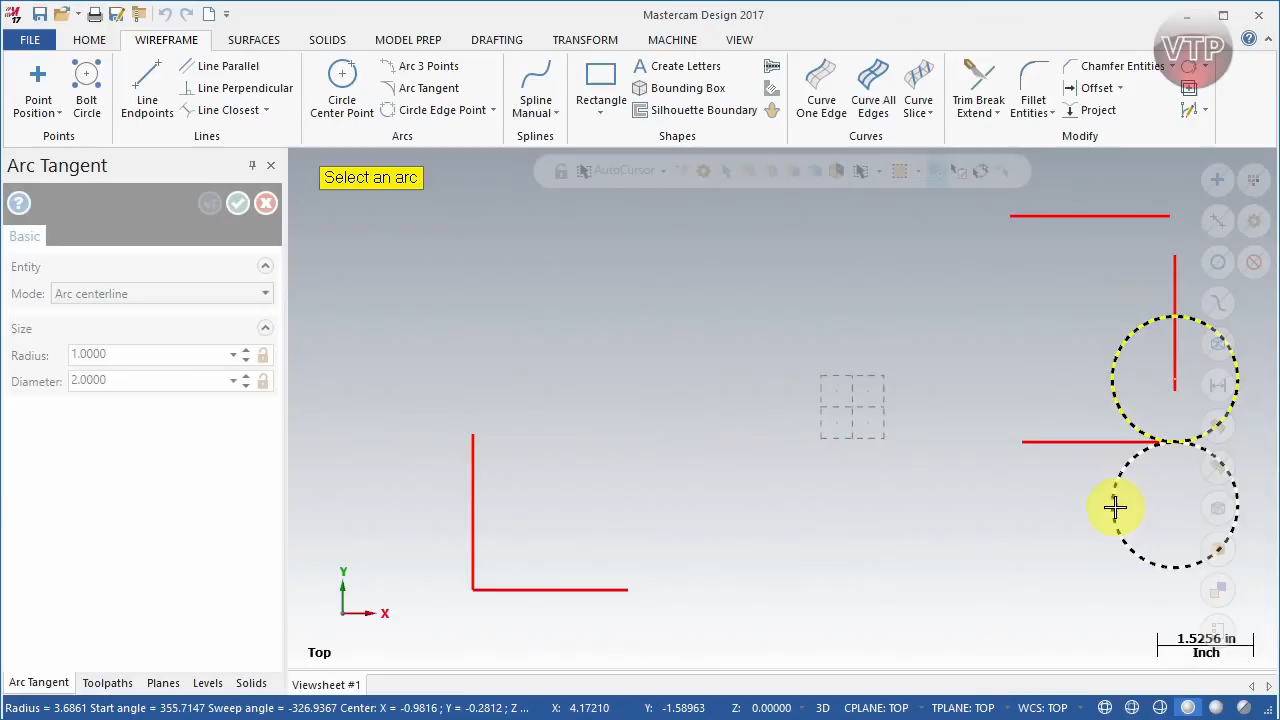 17
Mastercam Design 2017
FILE HOME WIREFRAME SURFACES SOLIDS MODEL PREP DRAFTING TRANSFORM MACHINE VIEW
VTP
Point Position
Bolt Circle
Points
Line Endpoints
Line Parallel
Line Perpendicular
Line Closest
Lines
Circle Center Point
Arc 3 Points
Arc Tangent
Circle Edge Point
Arcs
Spline Manual
Splines
Rectangle
Create Letters
Bounding Box
Silhouette Boundary
Shapes
Curve One Edge
Curve All Edges
Curve Slice
Curves
Trim Break Extend
Fillet Entities
Chamfer Entities
Offset
Project
Modify
Arc Tangent
Basic
Entity
Mode: Arc centerline
Size
Radius: 1.0000
Diameter: 2.0000
Select an arc
AutoCursor
Y
X
Top
1.5256 in
Inch
Arc Tangent Toolpaths Planes Levels Solids
Viewsheet #1
Radius = 3.6861 Start angle = 355.7147 Sweep angle = -326.9367 Center: X = -0.9816; Y = -0.2812; Z ... X: 4.17210 Y: -1.58963 Z: 0.00000 3D CPLANE: TOP TPLANE: TOP WCS: TOP